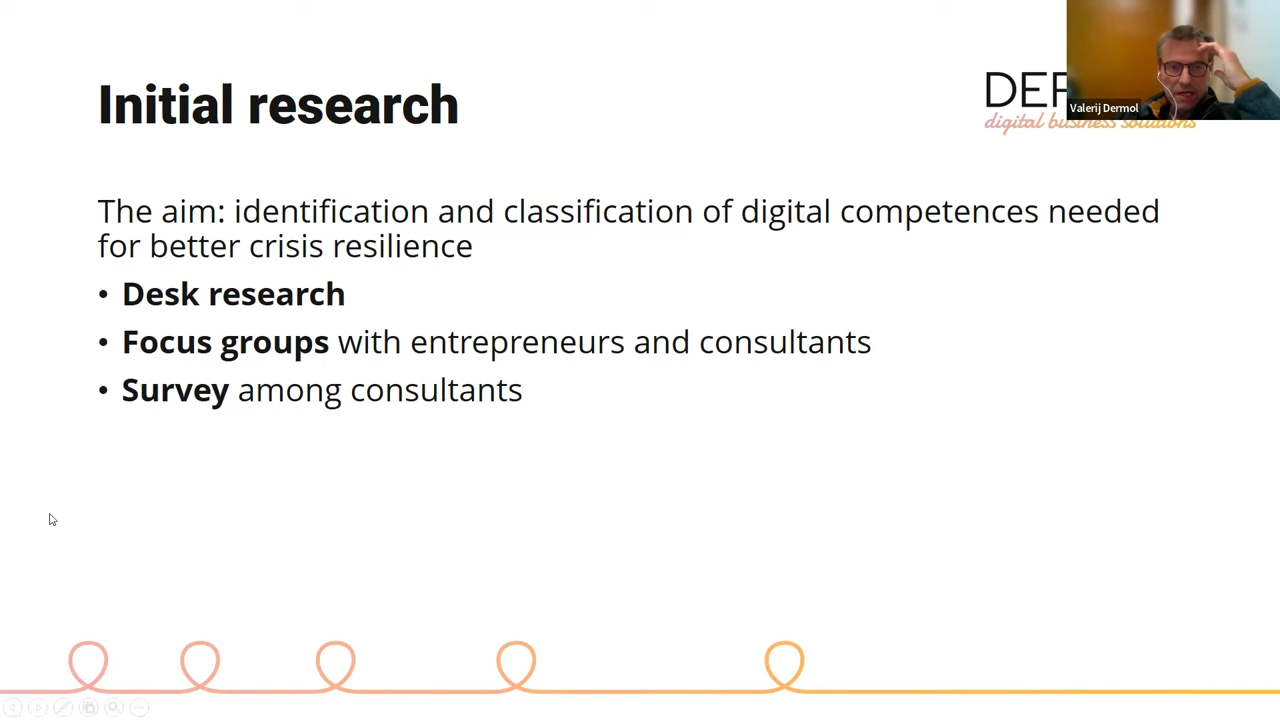 Initial research
DEF
digital business solutions
Valerij Dermol
The aim: identification and classification of digital competences needed
for better crisis resilience
• Desk research
• Focus groups with entrepreneurs and consultants
• Survey among consultants